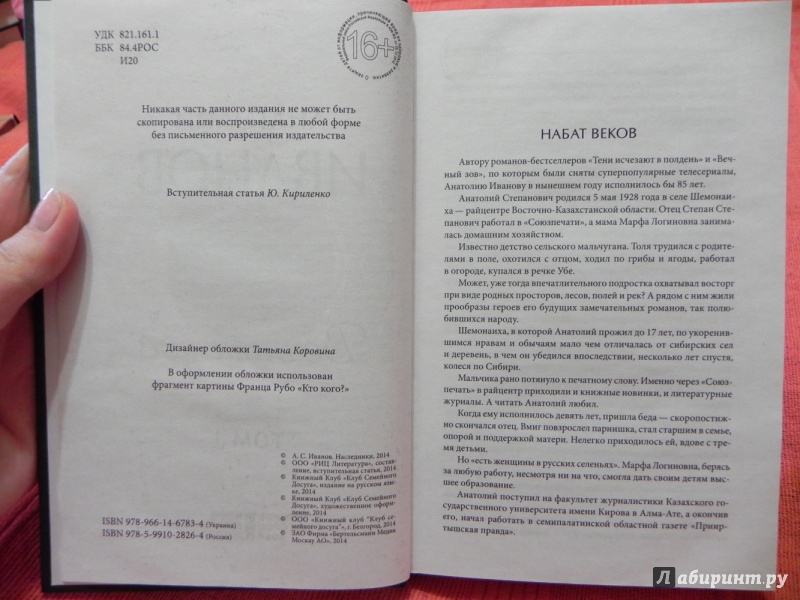 УДК 821.161.1
ББК 84.4РОС
И20
16+
Никакая часть данного издания не может быть
скопирована или воспроизведена в любой форме
без письменного разрешения издательства
Вступительная статья Ю. Кириленко
Дизайнер обложки Татьяна Коровина
В оформлении обложки использован
фрагмент картины Франца Рубо «Кто кого?»
© А. С. Иванов. Наследники, 2014
© ООО «РИЦ Литература», состав-
ление, вступительная статья, 2014
© Книжный Клуб «Клуб Семейного
Досуга», издание на русском язы-
ке, 2014
© Книжный Клуб «Клуб Семейного
Досуга», художественное оформ-
ление, 2014
© ООО «Книжный клуб "Клуб се-
мейного досуга"», г. Белгород, 2014
© ЗАО Фирма «Бертельсманн Медиа
Москау АО», 2014
ISBN 978-966-14-6783-4 (Украина)
ISBN 978-5-9910-2826-4 (Россия)
НАБАТ ВЕКОВ
Автору романов-бестселлеров «Тени исчезают в полдень» и «Веч-
ный зов», по которым были сняты суперпопулярные телесериалы,
Анатолию Иванову в нынешнем году исполнилось бы 85 лет.
Анатолий Степанович родился 5 мая 1928 года в селе Шемонаи-
ха — райцентре Восточно-Казахстанской области. Отец Степан Сте-
панович работал в «Союзпечати», а мама Марфа Логиновна занима-
лась домашним хозяйством.
Известно детство сельского мальчугана. Толя трудился с родите-
лями в поле, охотился с отцом, ходил по грибы и ягоды, работал
в огороде, купался в речке Убе.
Может, уже тогда впечатлительного подростка охватывал восторг
при виде родных просторов, лесов, полей и рек? А рядом с ним жили
прообразы героев его будущих замечательных романов, так полю-
бившихся народу.
Шемонаиха, в которой Анатолий прожил до 17 лет, по укоренив-
шимся нравам и обычаям мало чем отличалась от сибирских сел
и деревень, в чем он убедился впоследствии, несколько лет спустя,
колеся по Сибири.
Мальчика рано потянуло к печатному слову. Именно через «Союз-
печать» в райцентр приходили и книжные новинки, и литературные
журналы. А читать Анатолий любил.
Когда ему исполнилось девять лет, пришла беда — скоропостиж-
но скончался отец. Вмиг повзрослел парнишка, стал старшим в семье,
опорой и поддержкой матери. Нелегко приходилось ей, вдове с тре-
мя детьми.
Но «есть женщины в русских селеньях». Марфа Логиновна, берясь
за любую работу, несмотря ни на что, смогла дать своим детям выс-
шее образование.
Анатолий поступил на факультет журналистики Казахского го-
сударственного университета имени Кирова в Алма-Ате, а окончив
его, начал работать в семипалатинской областной газете «Приир-
тышская правда».
Лабиринт.ру